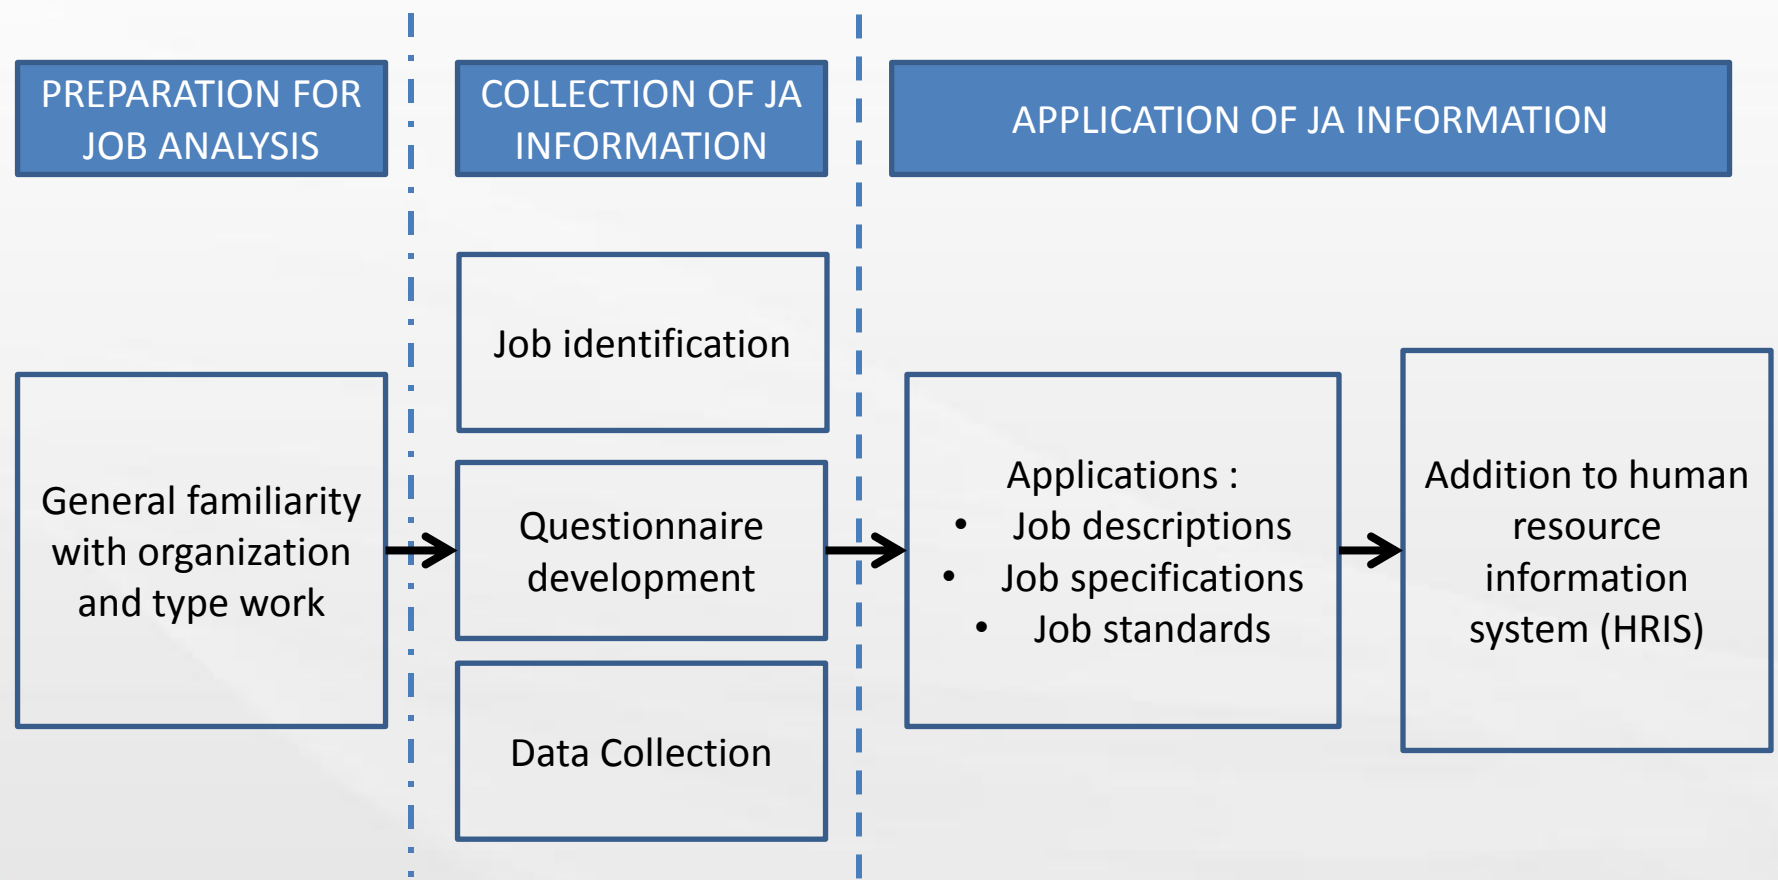 PREPARATION FOR
JOB ANALYSIS
COLLECTION OF JA
INFORMATION
APPLICATION OF JA INFORMATION
General familiarity
with organization
and type work
Job identification
Questionnaire
development
Data Collection
Applications :
• Job descriptions
• Job specifications
• Job standards
Addition to human
resource
information
system (HRIS)